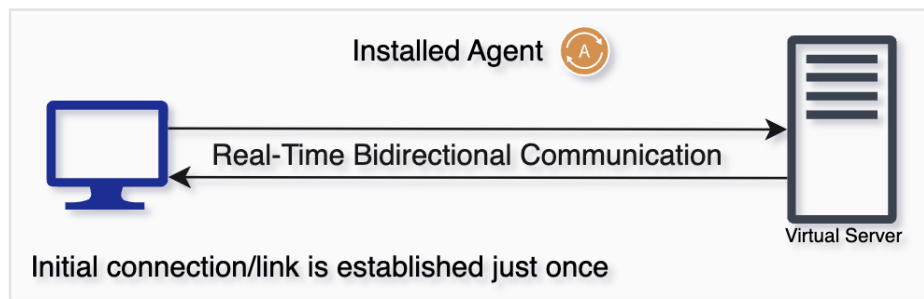 Installed Agent
A
Real-Time Bidirectional Communication
Virtual Server
Initial connection/link is established just once